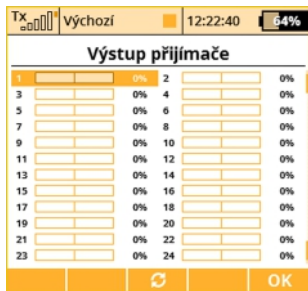 Tx Výchozí 12:22:40 64%
Výstup přijímače
1 0% 2 0%
3 0% 4 0%
5 0% 6 0%
7 0% 8 0%
9 0% 10 0%
11 0% 12 0%
13 0% 14 0%
15 0% 16 0%
17 0% 18 0%
19 0% 20 0%
21 0% 22 0%
23 0% 24 0%
OK